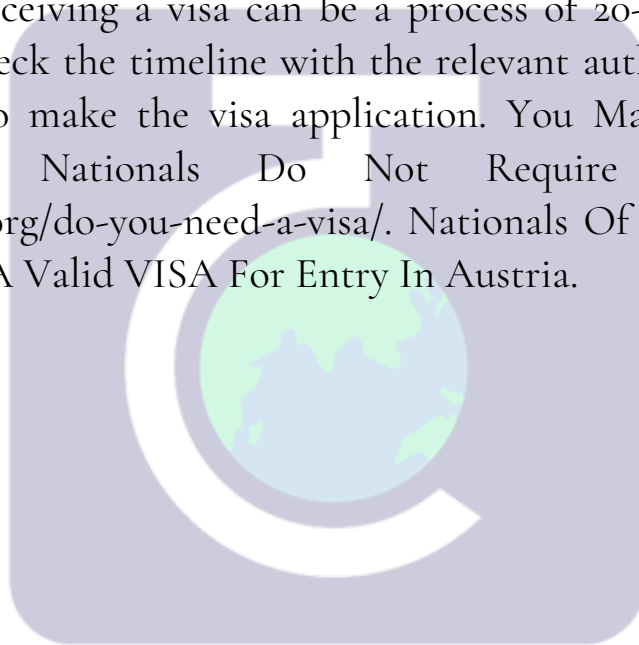 ceiving a visa can be a process of 20-
eck the timeline with the relevant aut
o make the visa application. You Ma
Nationals Do Not Require
org/do-you-need-a-visa/. Nationals Of
A Valid VISA For Entry In Austria.